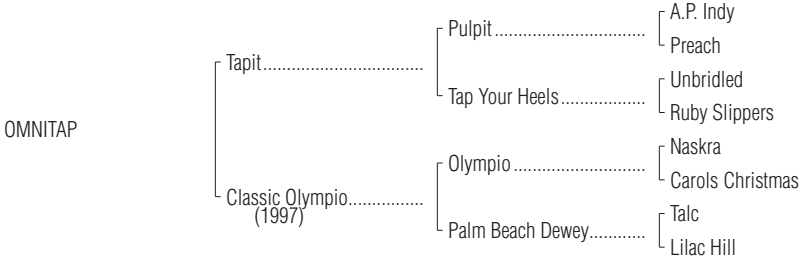 A.P. Indy
Pulpit..............................
Preach
Tapit................................
Unbridled
Tap Your Heels.................
Ruby Slippers
OMNITAP
Naskra
Olympio ..........................
Carols Christmas
Classic Olympio...............
(1997)
Talc
Palm Beach Dewey...........
Lilac Hill